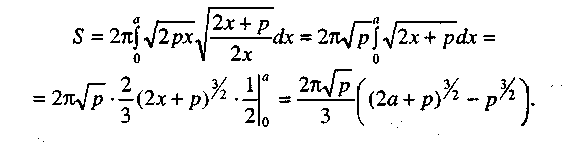 S = 2π∫₀ᵃ √(2px) √((2x + p)/(2x)) dx = 2π√p ∫₀ᵃ √(2x + p) dx =
= 2π√p · 2/3 (2x + p)^(3/2) · 1/2 |₀ᵃ = (2π√p)/3 ((2a + p)^(3/2) − p^(3/2)).